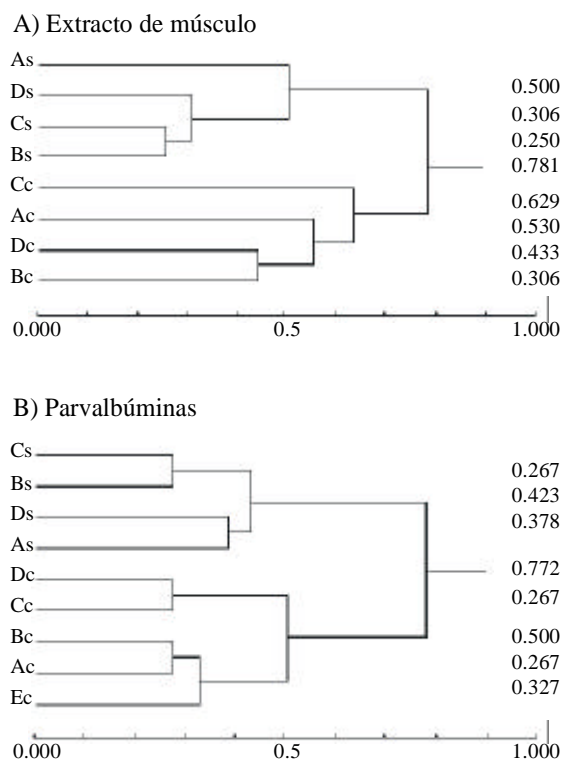 A) Extracto de músculo
As
Ds
Cs
Bs
Cc
Ac
Dc
Bc
0.500
0.306
0.250
0.781
0.629
0.530
0.433
0.306
0.000 0.5 1.000
B) Parvalbúminas
Cs
Bs
Ds
As
Dc
Cc
Bc
Ac
Ec
0.267
0.423
0.378
0.772
0.267
0.500
0.267
0.327
0.000 0.5 1.000